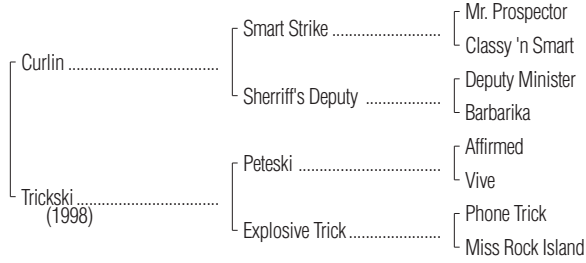 Mr. Prospector
Smart Strike ........................
Classy 'n Smart
Curlin ..................................
Deputy Minister
Sherriff's Deputy .................
Barbarika
Affirmed
Peteski ................................
Vive
Trickski ................................
(1998)
Phone Trick
Explosive Trick.....................
Miss Rock Island